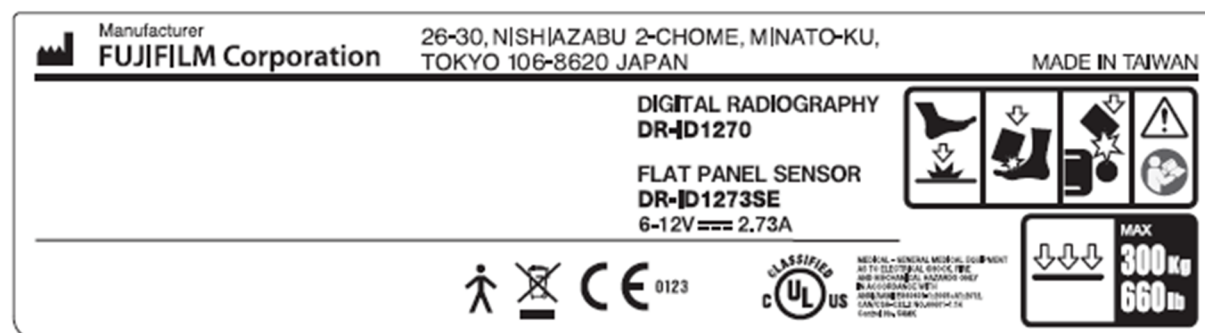 Manufacturer
FUJIFILM Corporation
26-30, NISHIAZABU 2-CHOME, MINATO-KU,
TOKYO 106-8620 JAPAN
MADE IN TAIWAN
DIGITAL RADIOGRAPHY
DR-ID1270
FLAT PANEL SENSOR
DR-ID1273SE
6-12V 2.73A
MAX
300Kg
660lb
CE 0123
CLASSIFIED
C UL US
MEDICAL - GENERAL MEDICAL EQUIPMENT
AS TO ELECTRICAL SHOCK, FIRE
AND MECHANICAL HAZARDS ONLY
IN ACCORDANCE WITH